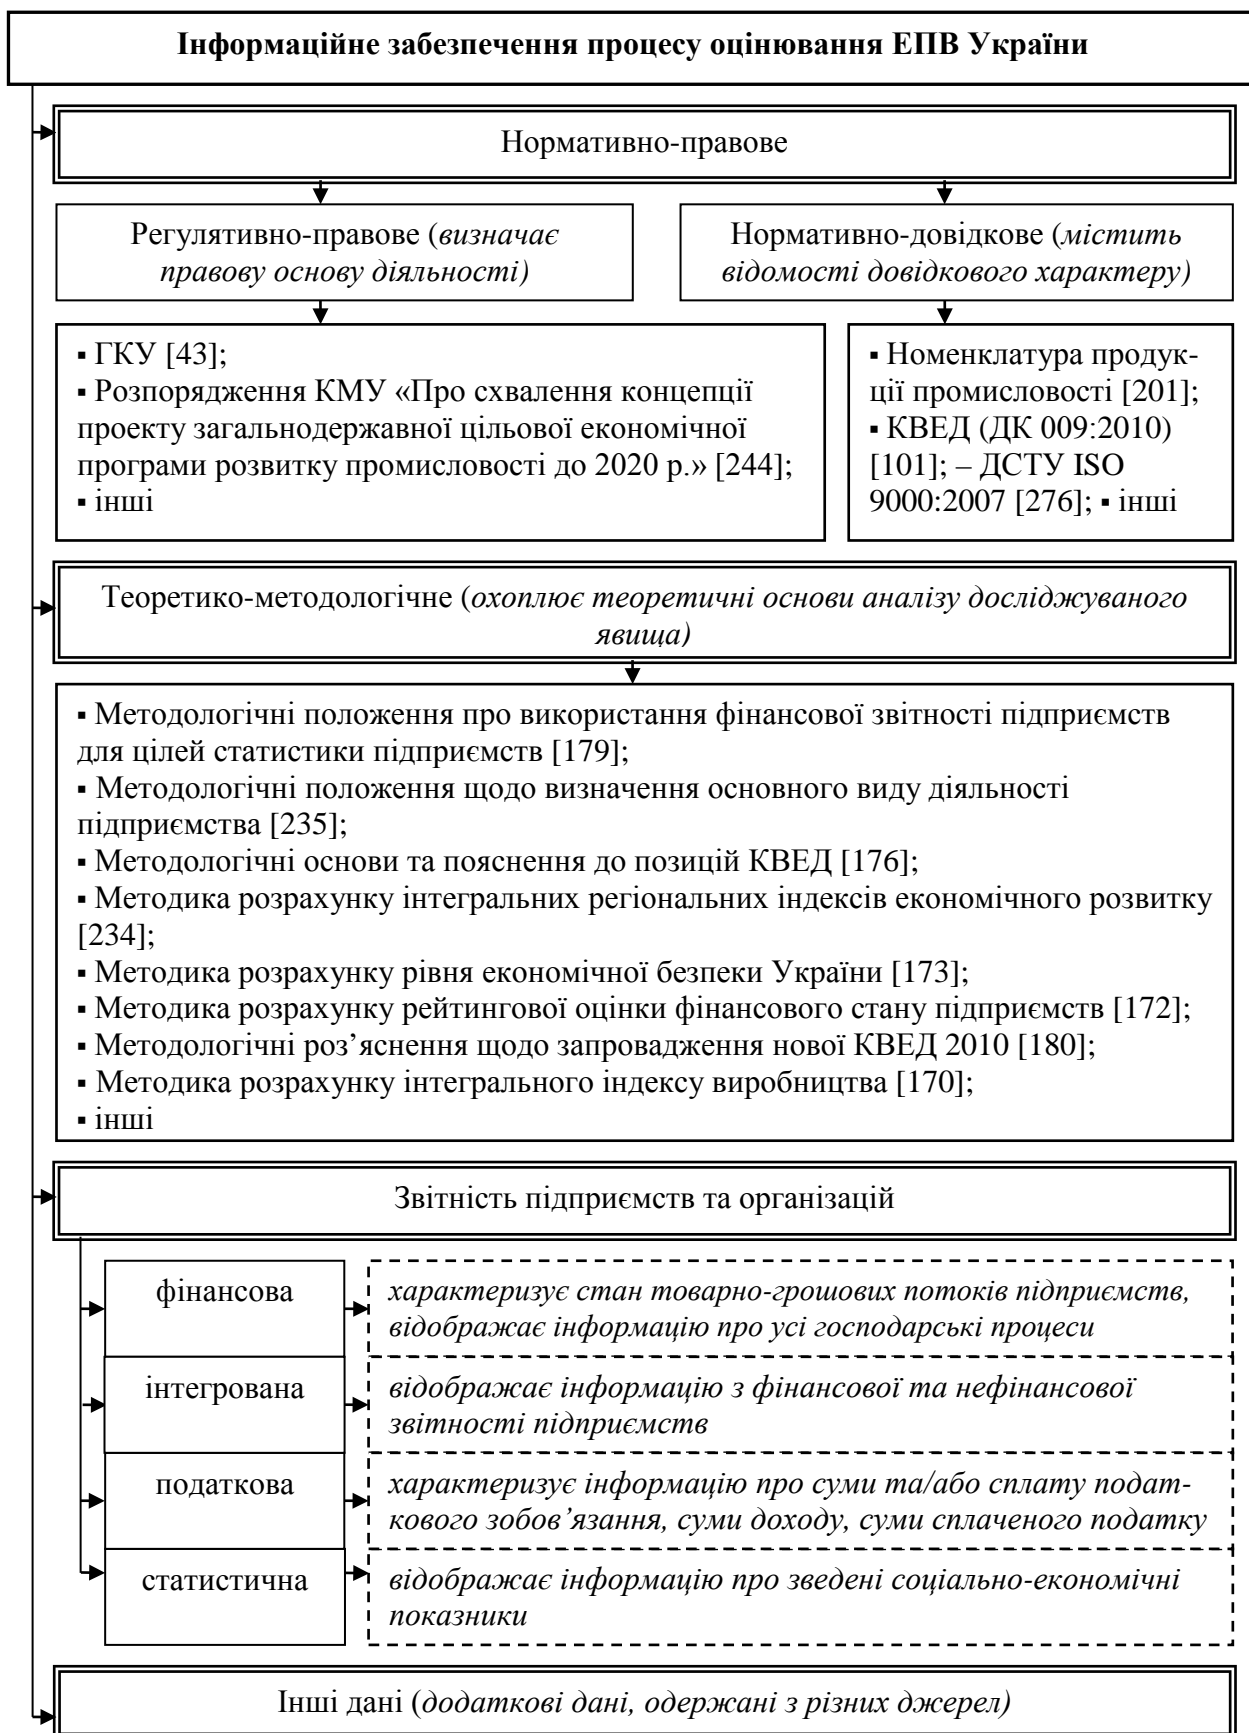 Інформаційне забезпечення процесу оцінювання ЕПВ України
Нормативно-правове
Регулятивно-правове (визначає
правову основу діяльності)
Нормативно-довідкове (містить
відомості довідкового характеру)
▪ ГКУ [43];
▪ Розпорядження КМУ «Про схвалення концепції
проекту загальнодержавної цільової економічної
програми розвитку промисловості до 2020 р.» [244];
▪ інші
▪ Номенклатура продук-
ції промисловості [201];
▪ КВЕД (ДК 009:2010)
[101]; – ДСТУ ISO
9000:2007 [276]; ▪ інші
Теоретико-методологічне (охоплює теоретичні основи аналізу досліджуваного
явища)
▪ Методологічні положення про використання фінансової звітності підприємств
для цілей статистики підприємств [179];
▪ Методологічні положення щодо визначення основного виду діяльності
підприємства [235];
▪ Методологічні основи та пояснення до позицій КВЕД [176];
▪ Методика розрахунку інтегральних регіональних індексів економічного розвитку
[234];
▪ Методика розрахунку рівня економічної безпеки України [173];
▪ Методика розрахунку рейтингової оцінки фінансового стану підприємств [172];
▪ Методологічні роз’яснення щодо запровадження нової КВЕД 2010 [180];
▪ Методика розрахунку інтегрального індексу виробництва [170];
▪ інші
Звітність підприємств та організацій
фінансова
характеризує стан товарно-грошових потоків підприємств,
відображає інформацію про усі господарські процеси
інтегрована
відображає інформацію з фінансової та нефінансової
звітності підприємств
податкова
характеризує інформацію про суми та/або сплату подат-
кового зобов’язання, суми доходу, суми сплаченого податку
статистична
відображає інформацію про зведені соціально-економічні
показники
Інші дані (додаткові дані, одержані з різних джерел)